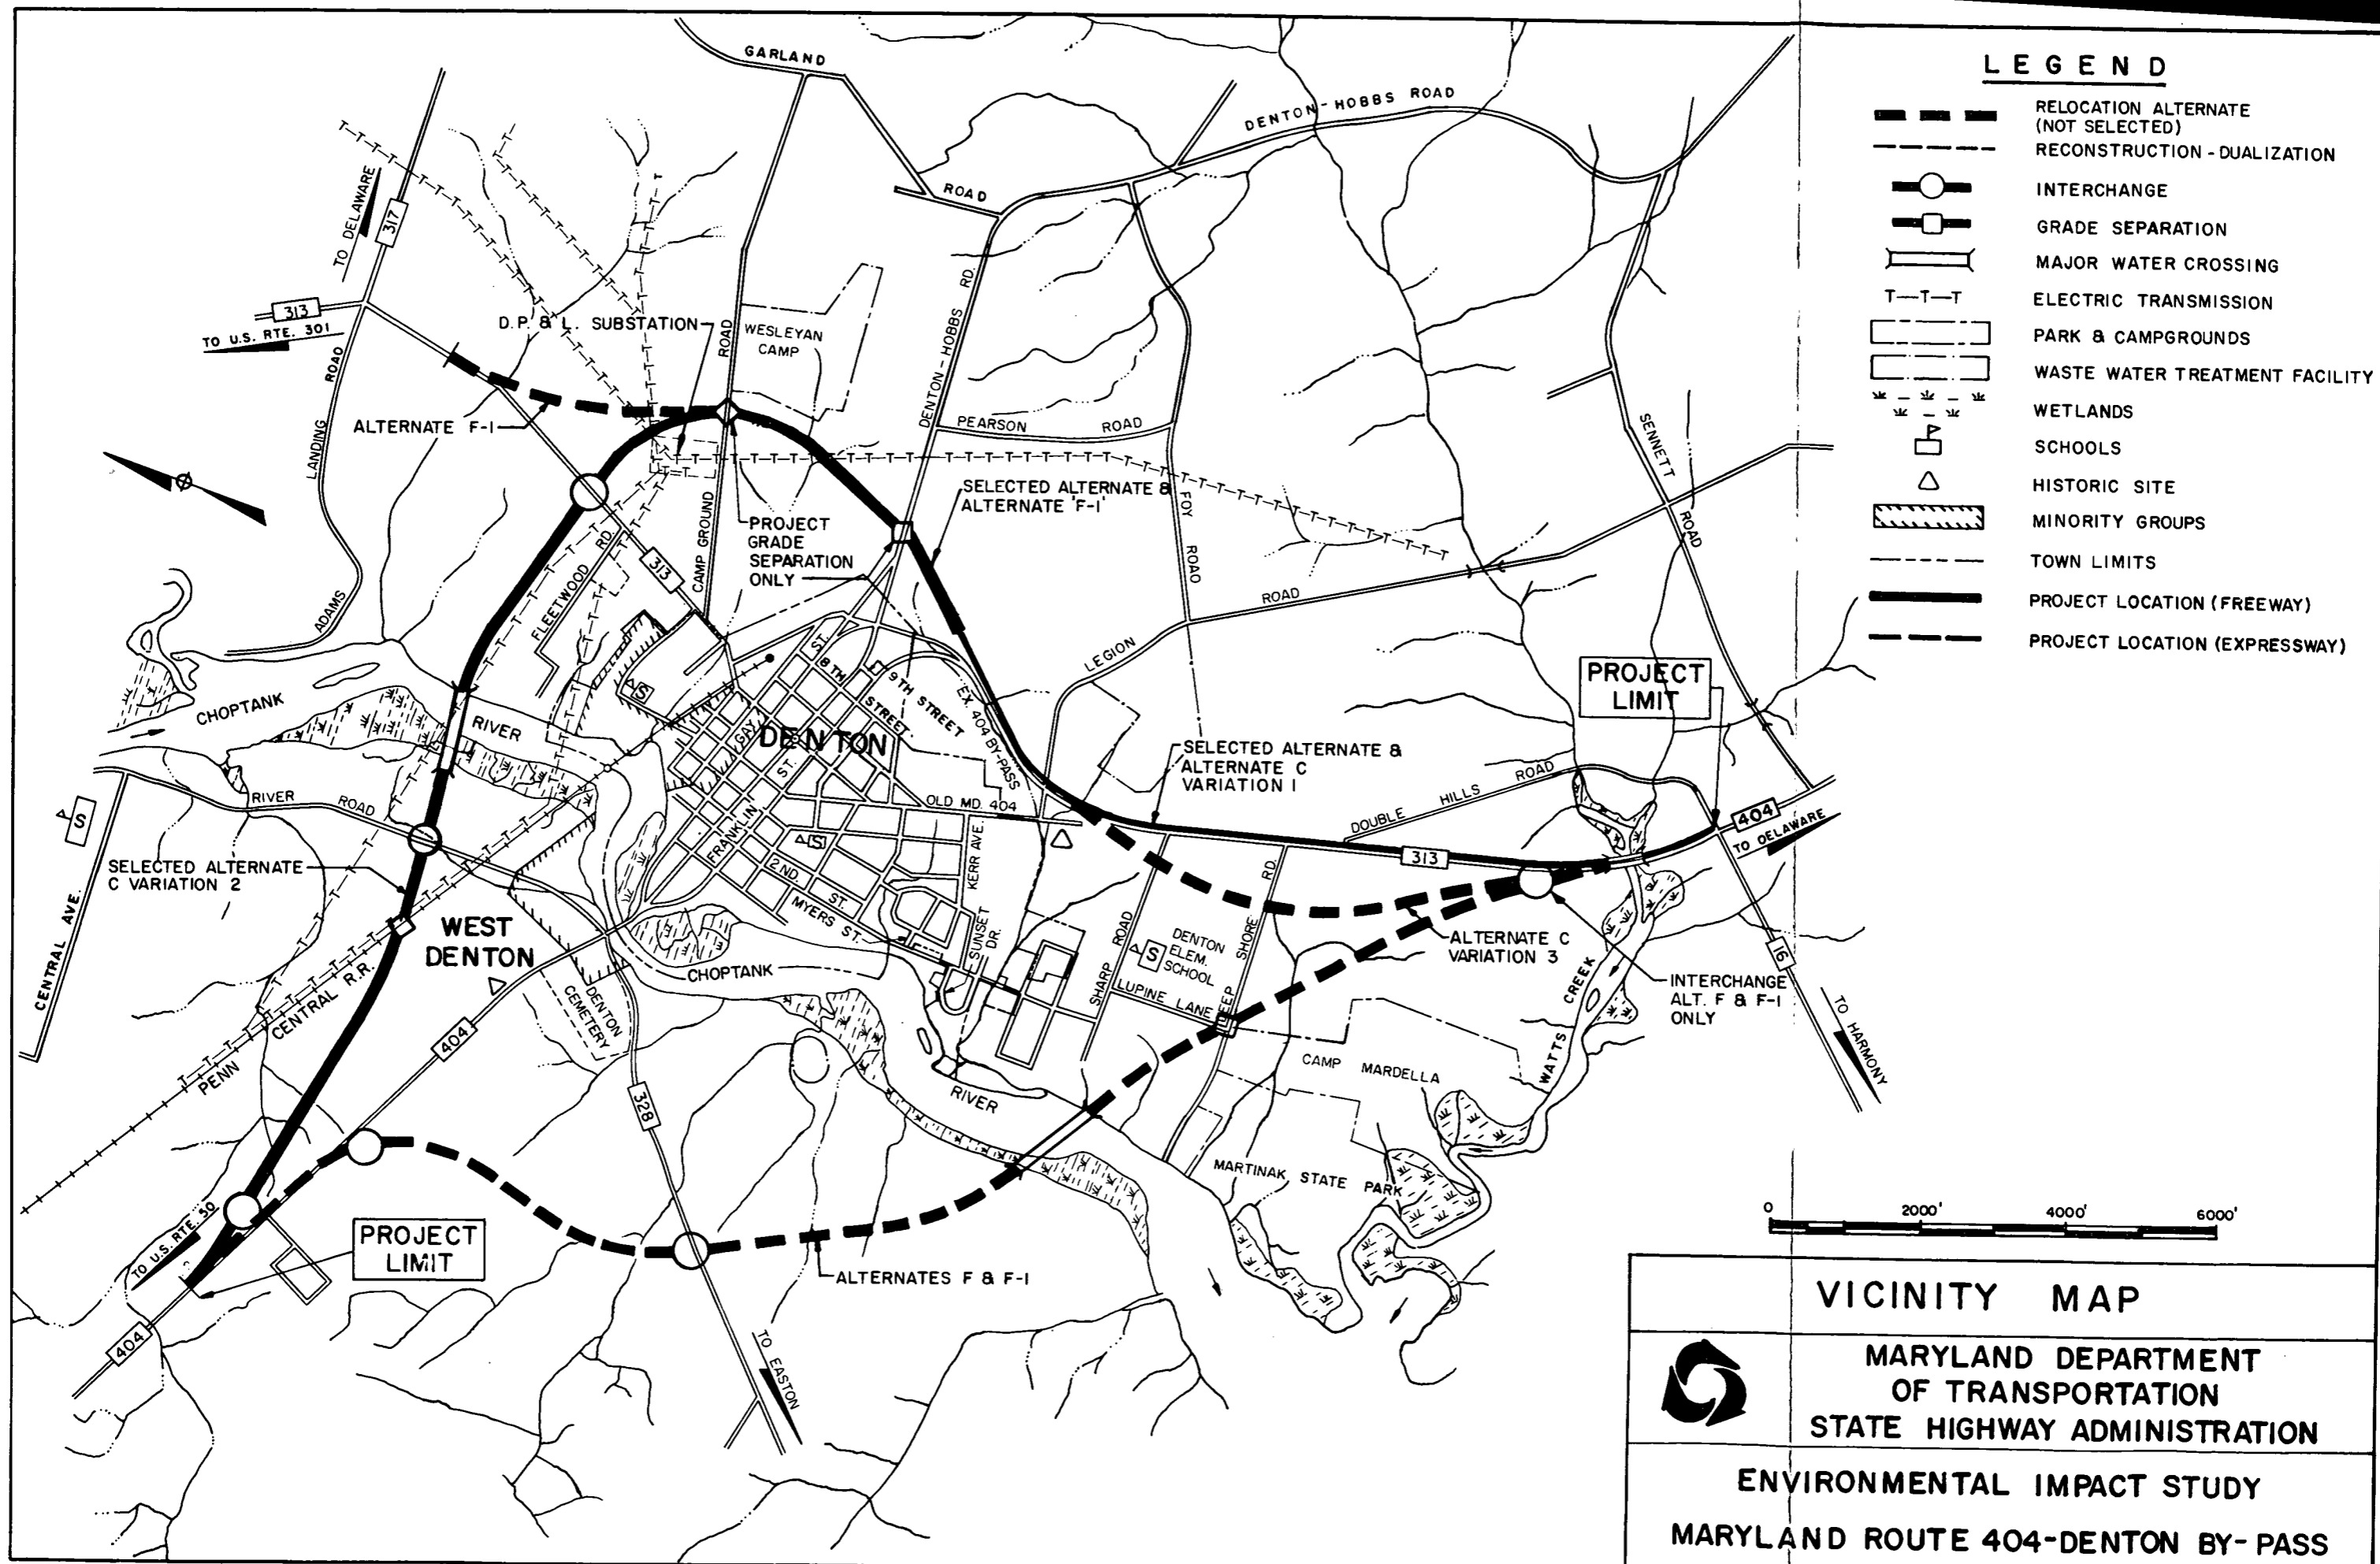 GARLAND
ROAD
DENTON-HOBBS ROAD
TO DELAWARE
317
313
TO U.S. RTE. 301
LANDING
ROAD
ADAMS
D.P. & L. SUBSTATION
ROAD
WESLEYAN
CAMP
DENTON-HOBBS RD.
PEARSON ROAD
ALTERNATE F-1
SELECTED ALTERNATE &
ALTERNATE 'F-1'
PROJECT
GRADE
SEPARATION
ONLY
CAMP GROUND
FLEETWOOD RD.
313
FOY
ROAD
SENNETT
ROAD
LEGION
ROAD
CHOPTANK
RIVER
S
8TH
ST.
STREET
9TH STREET
EX. 404 BY-PASS
GAY
ST.
DENTON
FRANKLIN
S
2ND.
ST.
MYERS ST.
OLD MD. 404
KERR AVE.
SUNSET
DR.
SELECTED ALTERNATE &
ALTERNATE C
VARIATION 1
DOUBLE HILLS ROAD
313
PROJECT
LIMIT
404
TO DELAWARE
RIVER ROAD
S
CENTRAL AVE.
SELECTED ALTERNATE
C VARIATION 2
WEST
DENTON
PENN CENTRAL R.R.
404
DENTON
CEMETERY
CHOPTANK
RIVER
328
SHARP ROAD
S
DENTON
ELEM.
SCHOOL
LUPINE LANE
DEEP SHORE RD.
ALTERNATE C
VARIATION 3
INTERCHANGE
ALT. F & F-1
ONLY
WATTS CREEK
16
TO HARMONY
CAMP MARDELLA
MARTINAK STATE PARK
TO U.S. RTE. 50
PROJECT
LIMIT
404
ALTERNATES F & F-1
TO EASTON
LEGEND
RELOCATION ALTERNATE
(NOT SELECTED)
RECONSTRUCTION - DUALIZATION
INTERCHANGE
GRADE SEPARATION
MAJOR WATER CROSSING
T—T—T ELECTRIC TRANSMISSION
PARK & CAMPGROUNDS
WASTE WATER TREATMENT FACILITY
WETLANDS
SCHOOLS
HISTORIC SITE
MINORITY GROUPS
TOWN LIMITS
PROJECT LOCATION (FREEWAY)
PROJECT LOCATION (EXPRESSWAY)
0 2000' 4000' 6000'
VICINITY MAP
MARYLAND DEPARTMENT
OF TRANSPORTATION
STATE HIGHWAY ADMINISTRATION
ENVIRONMENTAL IMPACT STUDY
MARYLAND ROUTE 404-DENTON BY-PASS